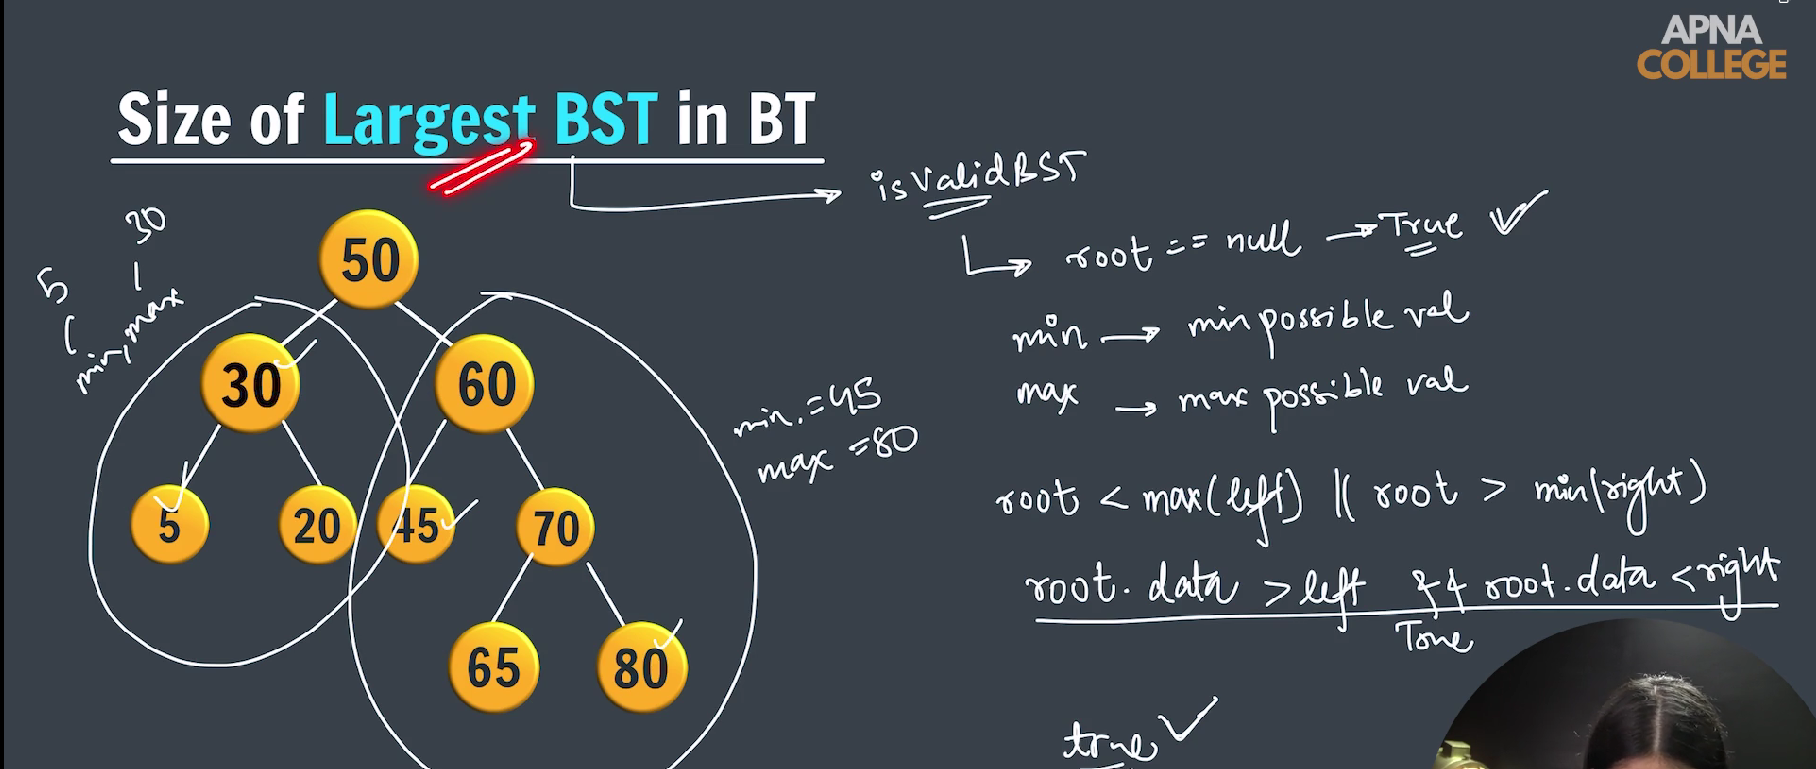 APNA
COLLEGE
Size of Largest BST in BT
isValidBST
root == null → True
min → min possible val
max → max possible val
root < max(left) || root > min(right)
root.data > left && root.data < right
True
true
30
5
min, max
50
30
60
5
20
45
70
65
80
min = 45
max = 80